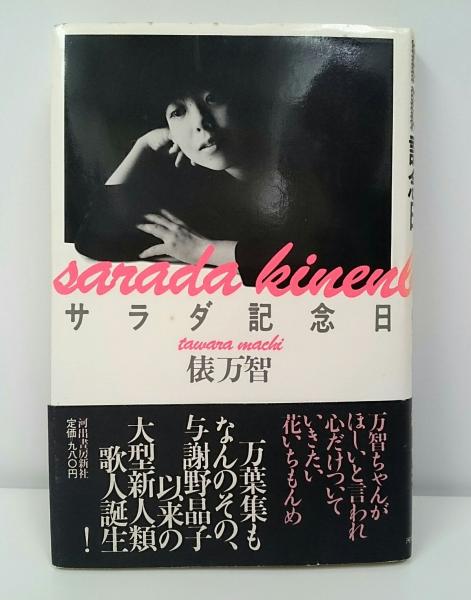 sarada kinenb
サラダ記念日
tawara machi
俵万智
万智ちゃんが
ほしいと言われ
心だけついて
いきたい
花いちもんめ
万葉集も
なんのその、
与謝野晶子
以来の
大型新人類
歌人誕生!
河出書房新社
定価 九八〇円